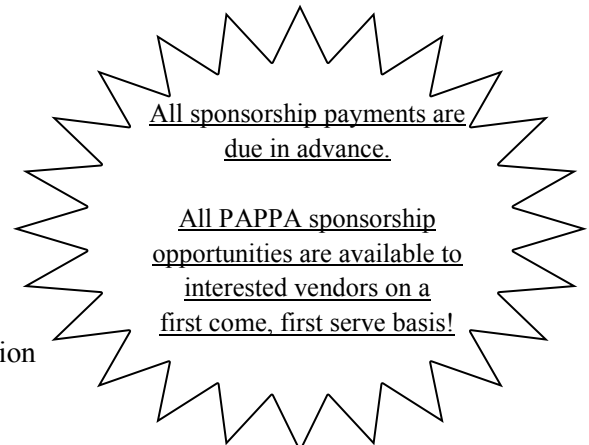 All sponsorship payments are
due in advance.
All PAPPA sponsorship
opportunities are available to
interested vendors on a
first come, first serve basis!
ion